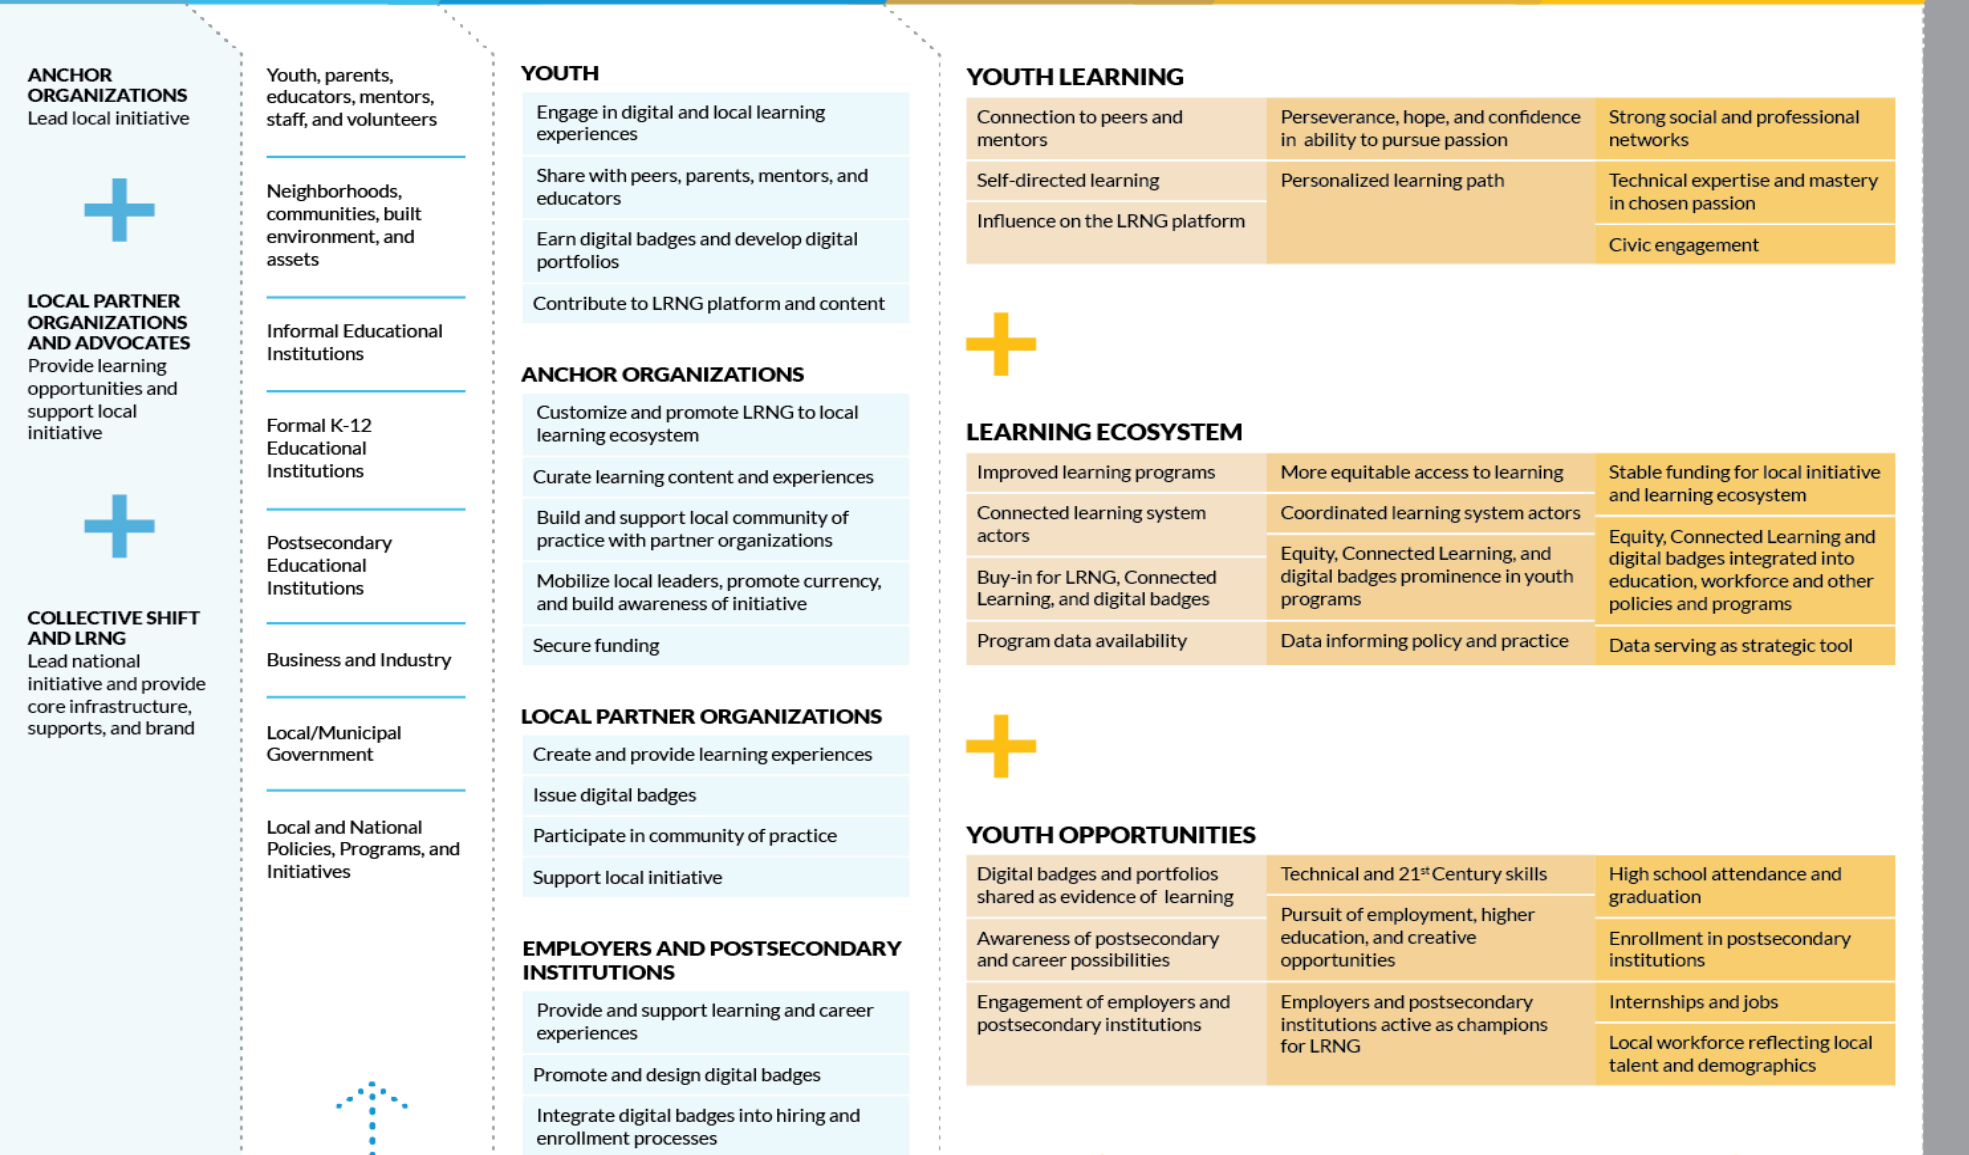 ANCHOR
ORGANIZATIONS
Lead local initiative
LOCAL PARTNER
ORGANIZATIONS
AND ADVOCATES
Provide learning
opportunities and
support local
initiative
COLLECTIVE SHIFT
AND LRNG
Lead national
initiative and provide
core infrastructure,
supports, and brand
Youth, parents,
educators, mentors,
staff, and volunteers
Neighborhoods,
communities, built
environment, and
assets
Informal Educational
Institutions
Formal K-12
Educational
Institutions
Postsecondary
Educational
Institutions
Business and Industry
Local/Municipal
Government
Local and National
Policies, Programs, and
Initiatives
YOUTH
Engage in digital and local learning
experiences
Share with peers, parents, mentors, and
educators
Earn digital badges and develop digital
portfolios
Contribute to LRNG platform and content
ANCHOR ORGANIZATIONS
Customize and promote LRNG to local
learning ecosystem
Curate learning content and experiences
Build and support local community of
practice with partner organizations
Mobilize local leaders, promote currency,
and build awareness of initiative
Secure funding
LOCAL PARTNER ORGANIZATIONS
Create and provide learning experiences
Issue digital badges
Participate in community of practice
Support local initiative
EMPLOYERS AND POSTSECONDARY
INSTITUTIONS
Provide and support learning and career
experiences
Promote and design digital badges
Integrate digital badges into hiring and
enrollment processes
YOUTH LEARNING
Connection to peers and
mentors
Self-directed learning
Influence on the LRNG platform
Perseverance, hope, and confidence
in ability to pursue passion
Personalized learning path
Strong social and professional
networks
Technical expertise and mastery
in chosen passion
Civic engagement
LEARNING ECOSYSTEM
Improved learning programs
Connected learning system
actors
Buy-in for LRNG, Connected
Learning, and digital badges
Program data availability
More equitable access to learning
Coordinated learning system actors
Equity, Connected Learning, and
digital badges prominence in youth
programs
Data informing policy and practice
Stable funding for local initiative
and learning ecosystem
Equity, Connected Learning and
digital badges integrated into
education, workforce and other
policies and programs
Data serving as strategic tool
YOUTH OPPORTUNITIES
Digital badges and portfolios
shared as evidence of learning
Awareness of postsecondary
and career possibilities
Engagement of employers and
postsecondary institutions
Technical and 21st Century skills
Pursuit of employment, higher
education, and creative
opportunities
Employers and postsecondary
institutions active as champions
for LRNG
High school attendance and
graduation
Enrollment in postsecondary
institutions
Internships and jobs
Local workforce reflecting local
talent and demographics